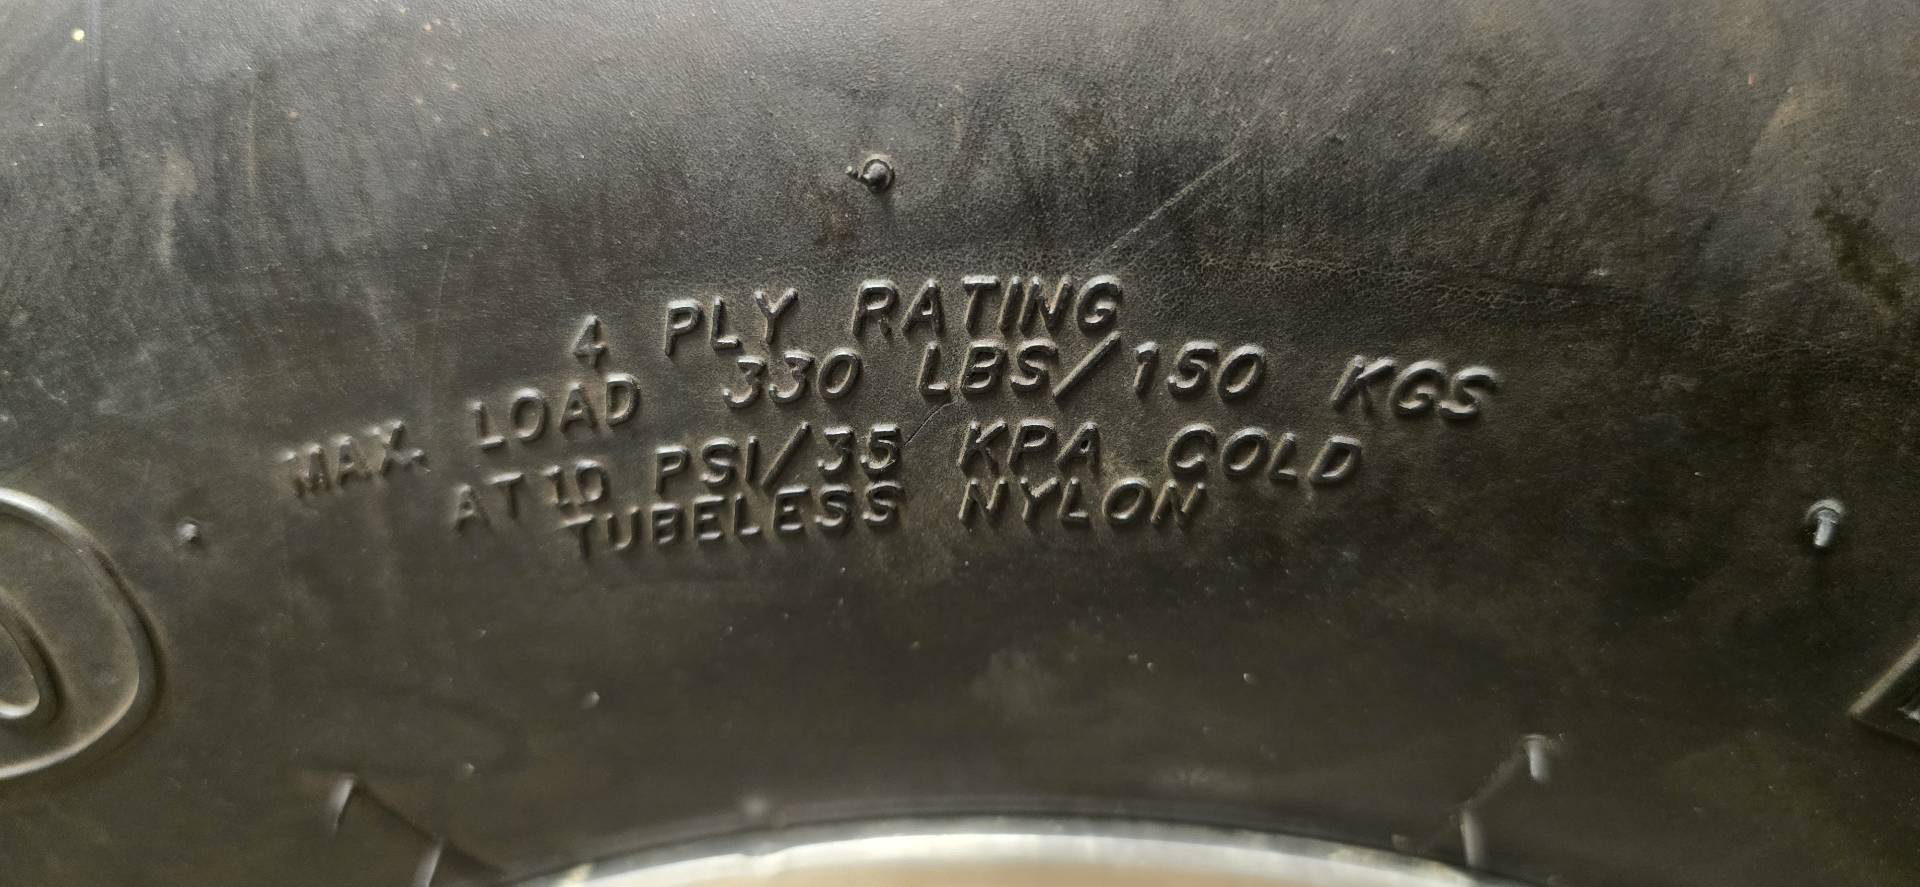 4 PLY RATING
MAX. LOAD 330 LBS/150 KGS
AT 10 PSI/35 KPA COLD
TUBELESS NYLON